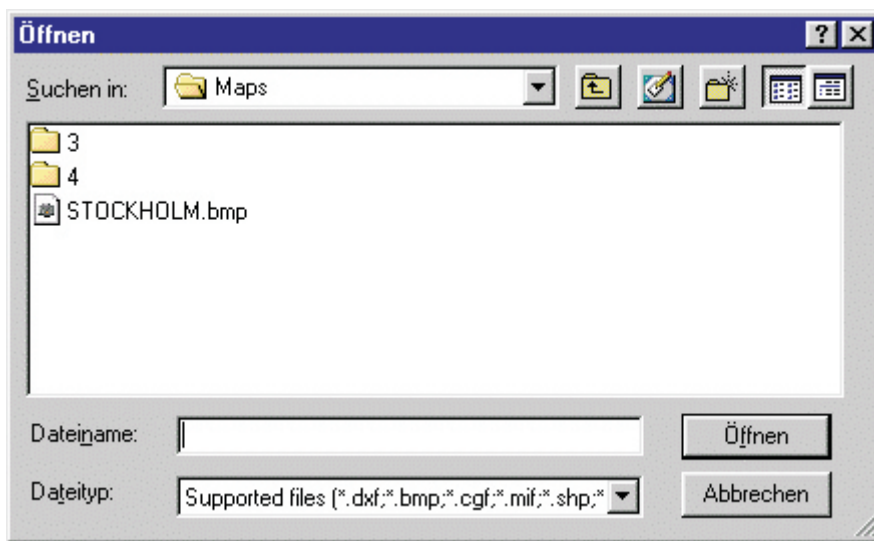 Öffnen
Suchen in: Maps
3
4
STOCKHOLM.bmp
Dateiname: Öffnen
Dateityp: Supported files (*.dxf;*.bmp;*.cgf;*.mif;*.shp;* Abbrechen